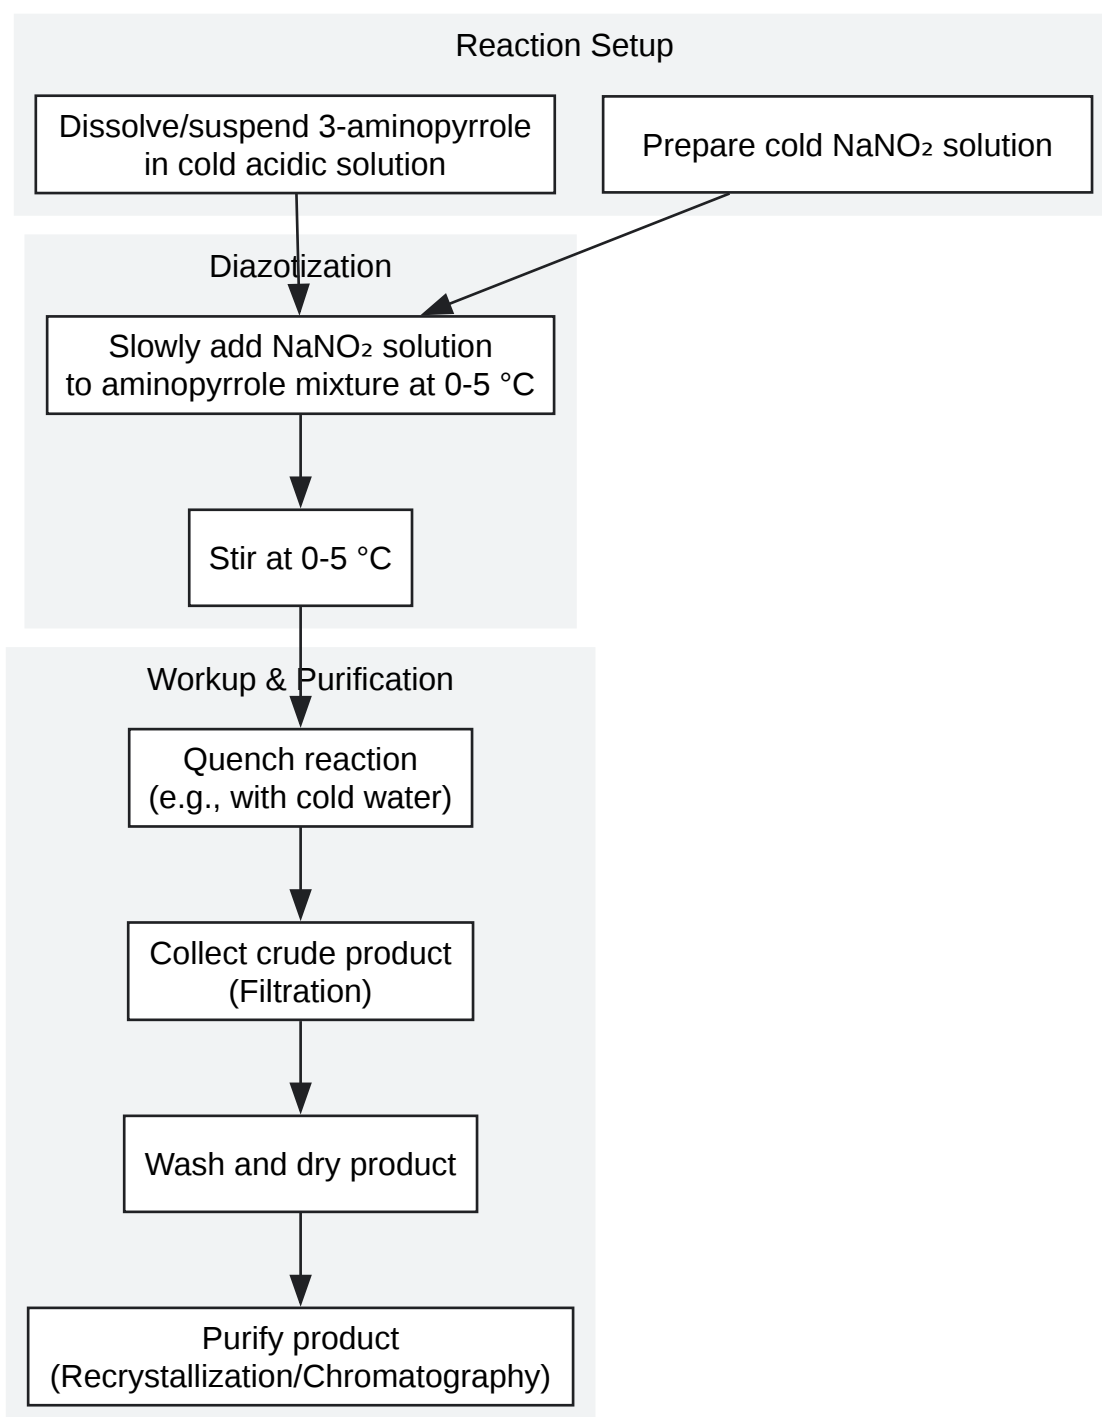 Reaction Setup
Dissolve/suspend 3-aminopyrrole
in cold acidic solution
Prepare cold NaNO₂ solution
Diazotization
Slowly add NaNO₂ solution
to aminopyrrole mixture at 0-5 °C
Stir at 0-5 °C
Workup & Purification
Quench reaction
(e.g., with cold water)
Collect crude product
(Filtration)
Wash and dry product
Purify product
(Recrystallization/Chromatography)